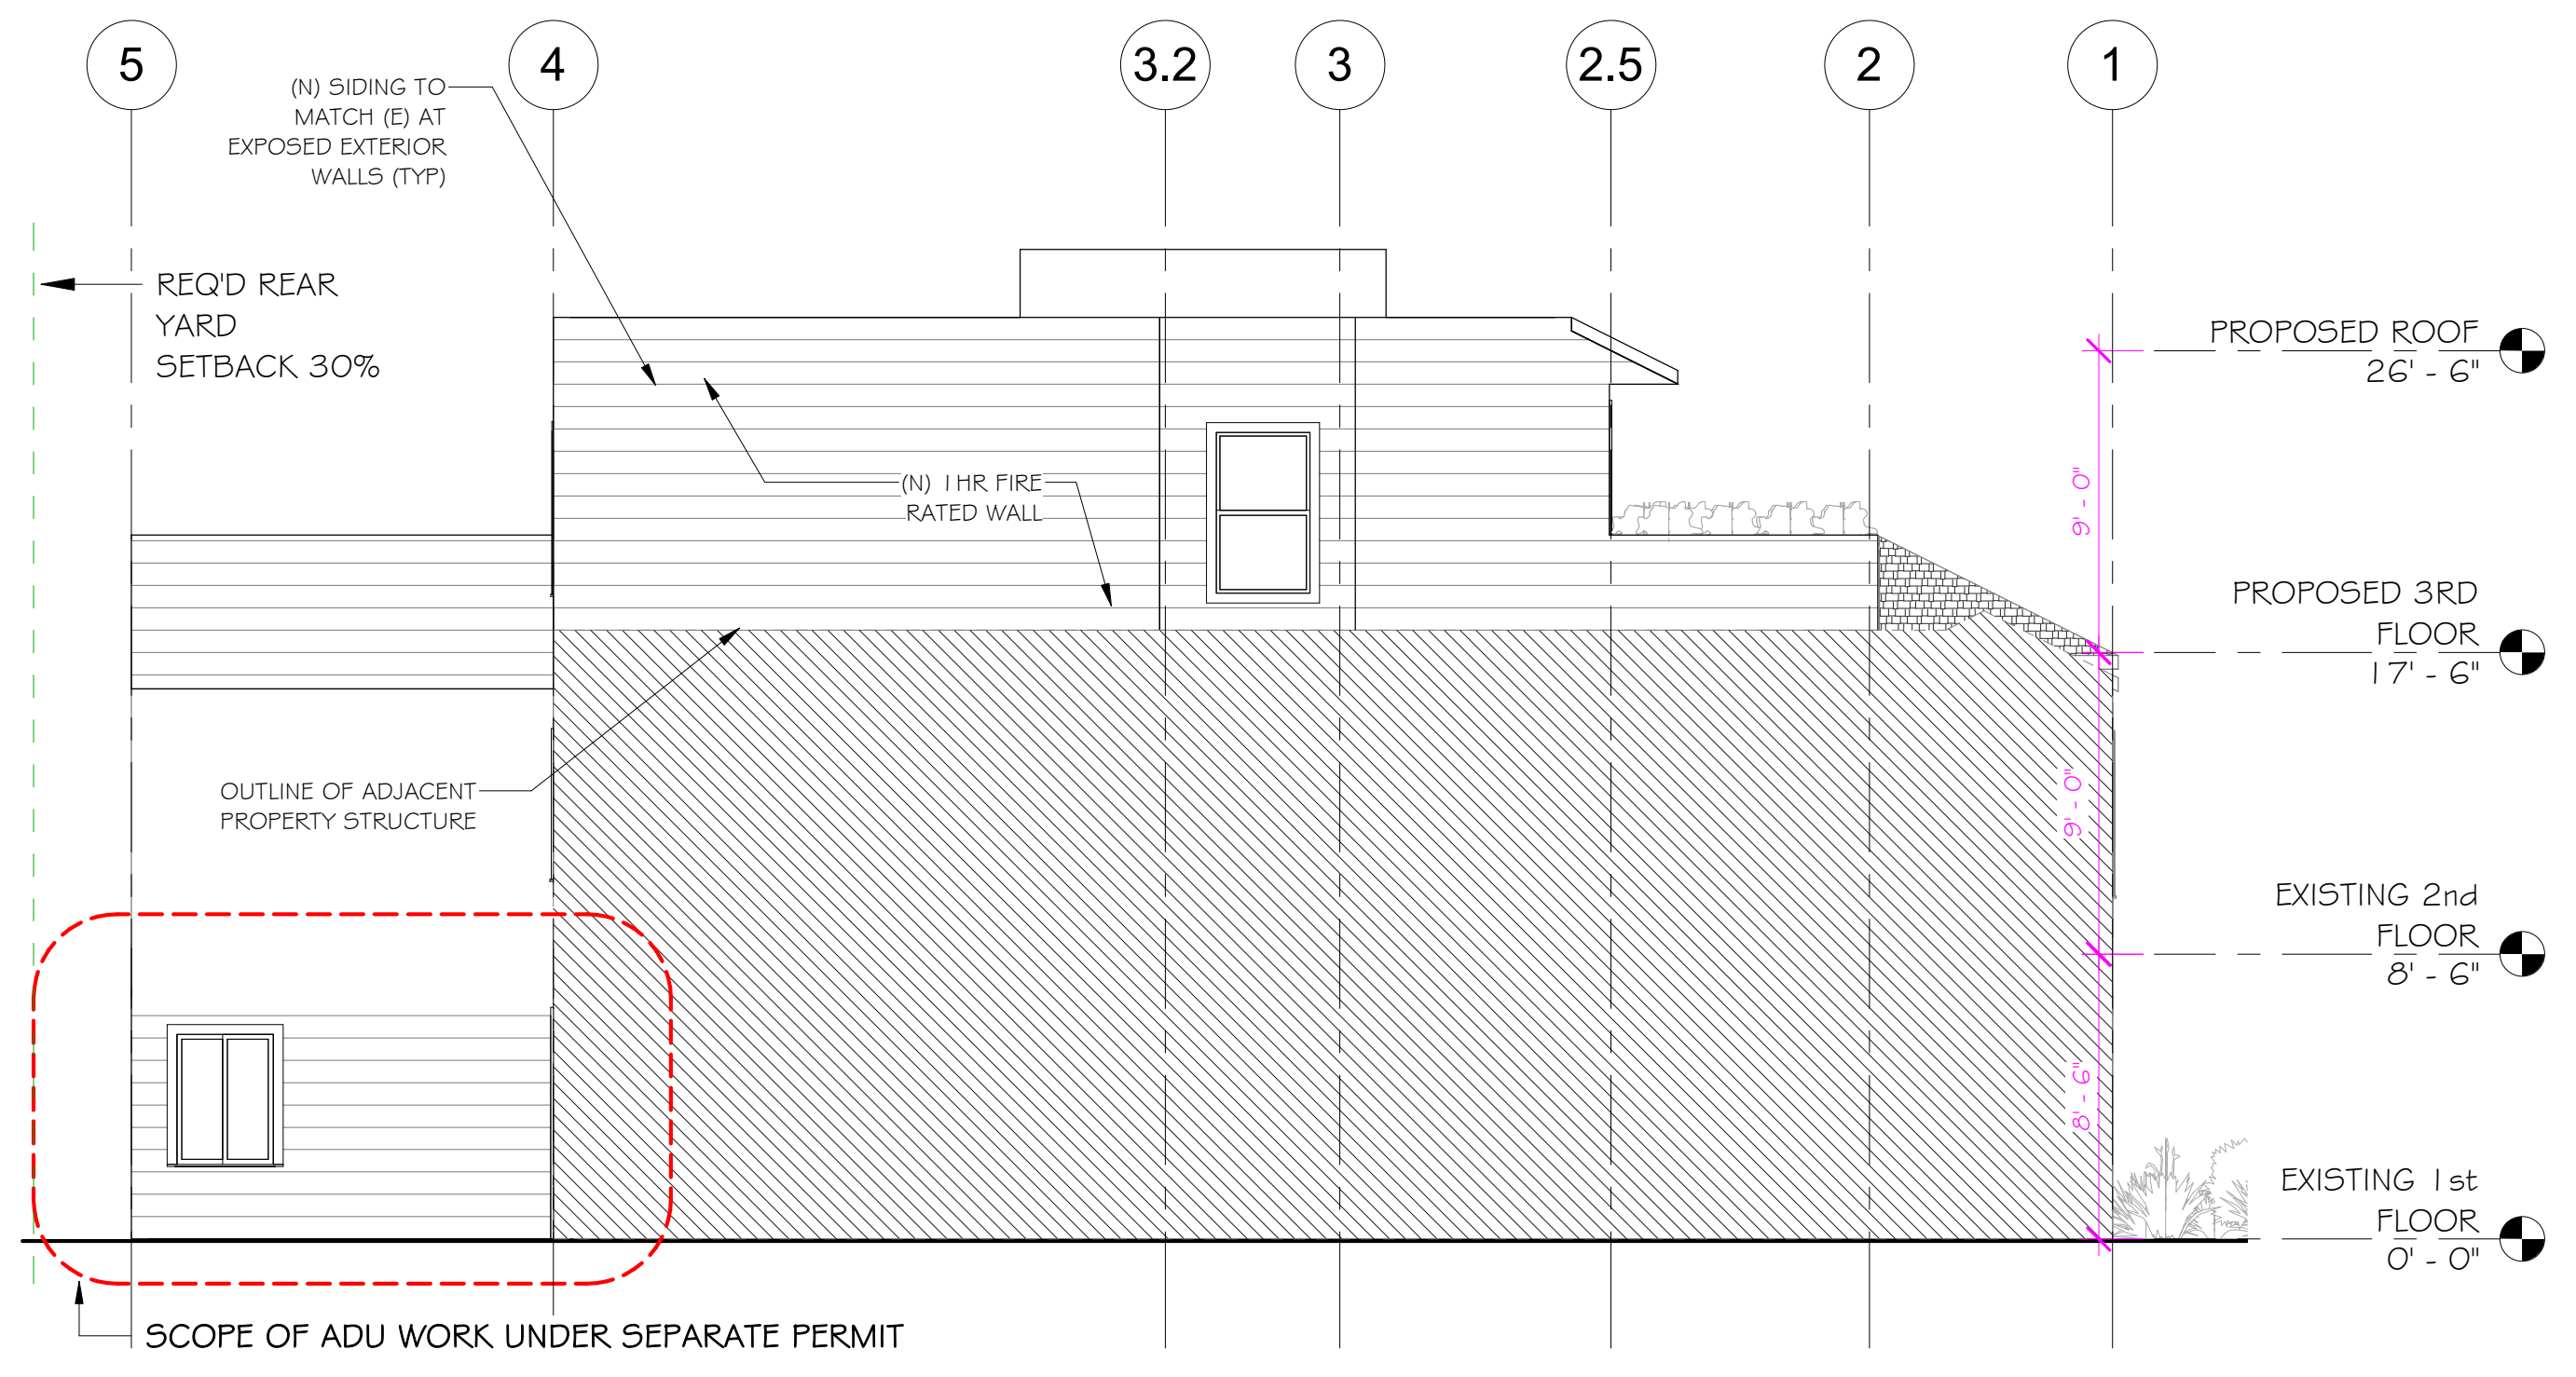 5
4
3.2
3
2.5
2
1
(N) SIDING TO
MATCH (E) AT
EXPOSED EXTERIOR
WALLS (TYP)
REQ'D REAR
YARD
SETBACK 30%
PROPOSED ROOF
26' - 6"
(N) 1HR FIRE
RATED WALL
9' - 0"
PROPOSED 3RD
FLOOR
17' - 6"
OUTLINE OF ADJACENT
PROPERTY STRUCTURE
9' - 0"
EXISTING 2nd
FLOOR
8' - 6"
8' - 6"
EXISTING 1st
FLOOR
0' - 0"
SCOPE OF ADU WORK UNDER SEPARATE PERMIT